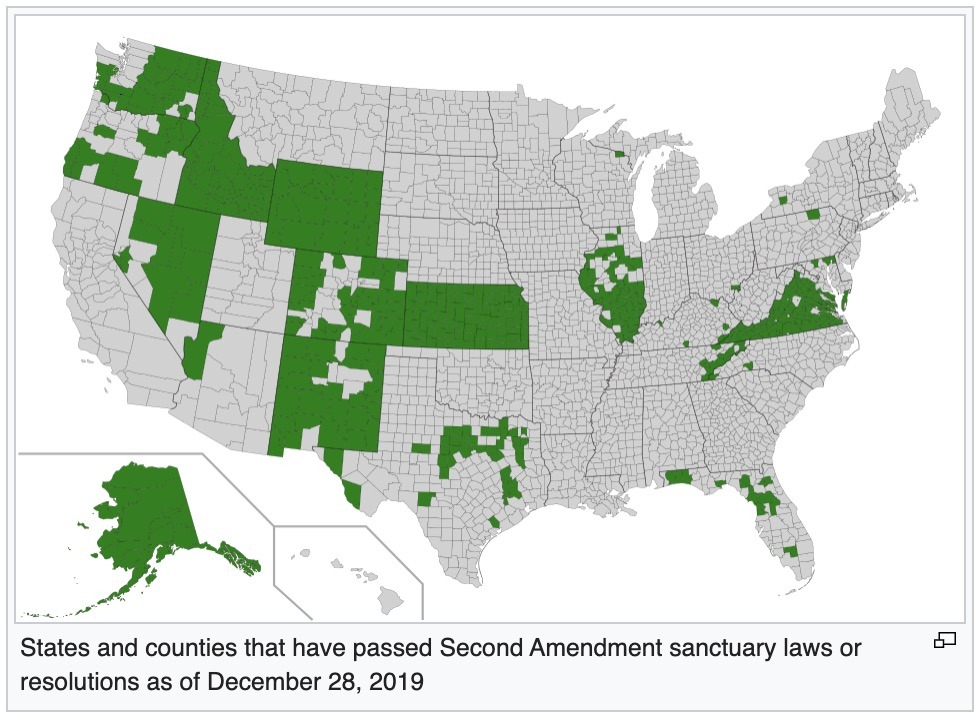 States and counties that have passed Second Amendment sanctuary laws or
resolutions as of December 28, 2019